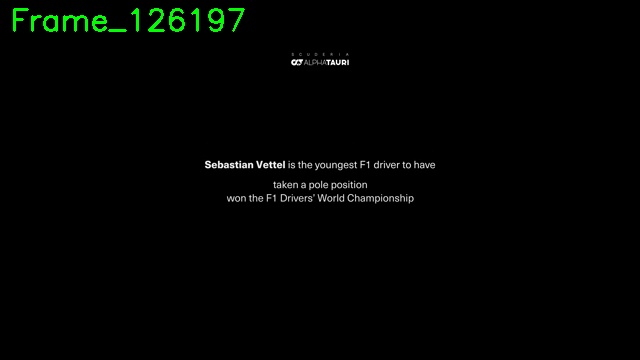 Frame_126197
SCUDERIA
ALPHATAURI
Sebastian Vettel is the youngest F1 driver to have
taken a pole position
won the F1 Drivers' World Championship